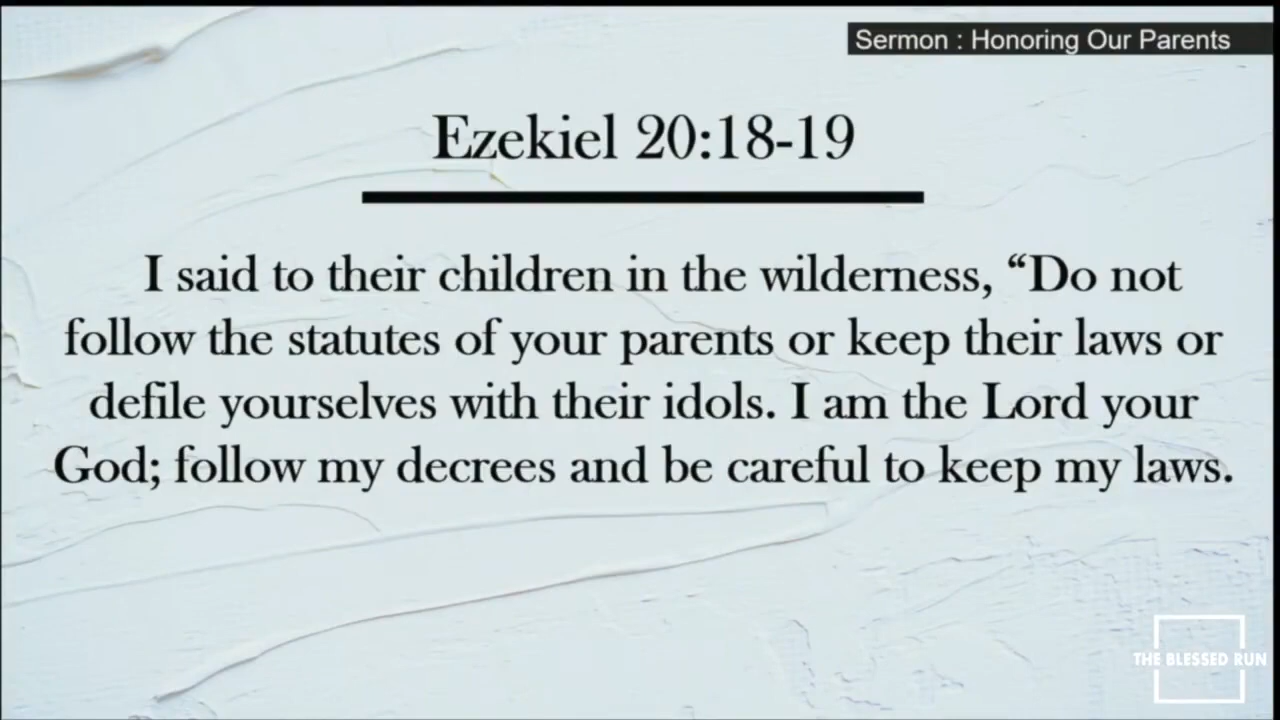 Sermon : Honoring Our Parents
Ezekiel 20:18-19
I said to their children in the wilderness, “Do not
follow the statutes of your parents or keep their laws or
defile yourselves with their idols. I am the Lord your
God; follow my decrees and be careful to keep my laws.
THE BLESSED RUN